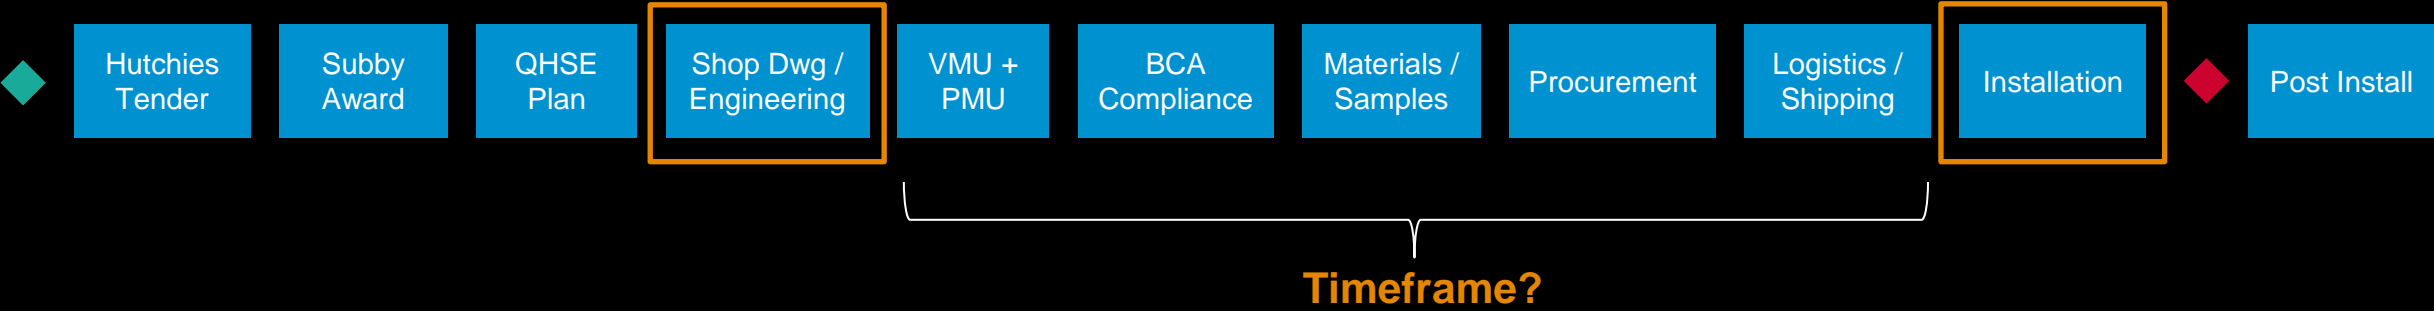 Hutchies
Tender
Subby
Award
QHSE
Plan
Shop Dwg /
Engineering
VMU +
PMU
BCA
Compliance
Materials /
Samples
Procurement
Logistics /
Shipping
Installation
Post Install
Timeframe?